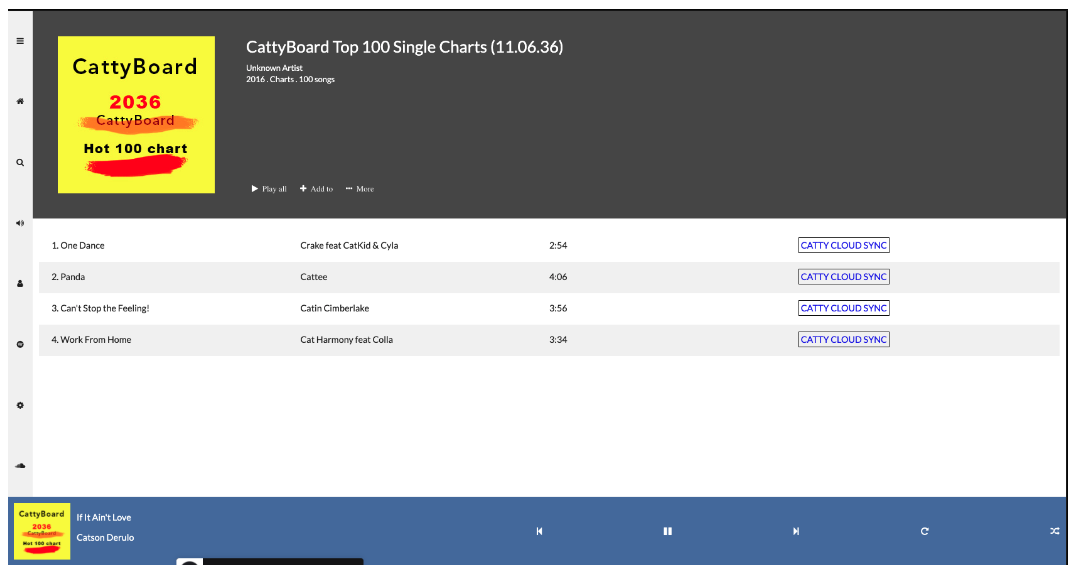 CattyBoard
2036
CattyBoard
Hot 100 chart
CattyBoard Top 100 Single Charts (11.06.36)
Unknown Artist
2016 . Charts . 100 songs
Play all Add to More
1. One Dance Crake feat CatKid & Cyla 2:54 CATTY CLOUD SYNC
2. Panda Cattee 4:06 CATTY CLOUD SYNC
3. Can't Stop the Feeling! Catin Cimberlake 3:56 CATTY CLOUD SYNC
4. Work From Home Cat Harmony feat Colla 3:34 CATTY CLOUD SYNC
CattyBoard
2036
CattyBoard
Hot 100 chart
If It Ain't Love
Catson Derulo